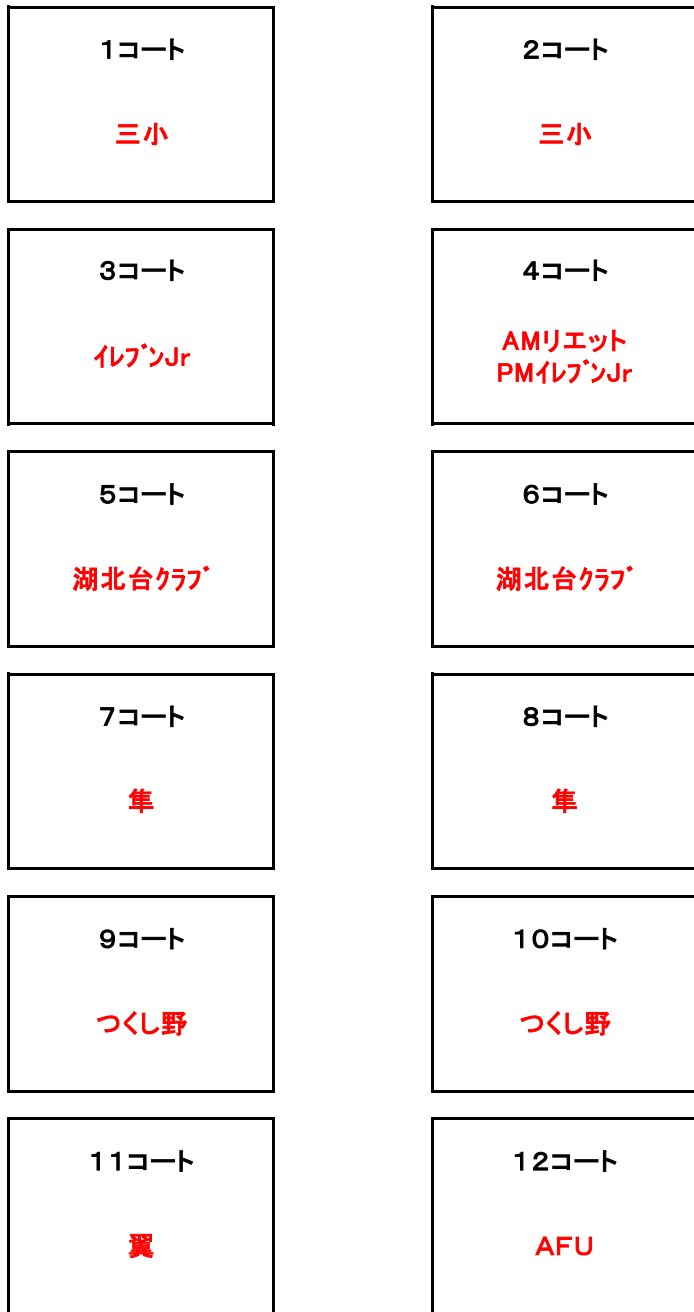 1コート
2コート
三小
三小
3コート
4コート
ｲﾚﾌﾞﾝJr
AMリエット
PMｲﾚﾌﾞﾝJr
5コート
6コート
湖北台ｸﾗﾌﾞ
湖北台ｸﾗﾌﾞ
7コート
8コート
隼
隼
9コート
10コート
つくし野
つくし野
11コート
12コート
翼
AFU